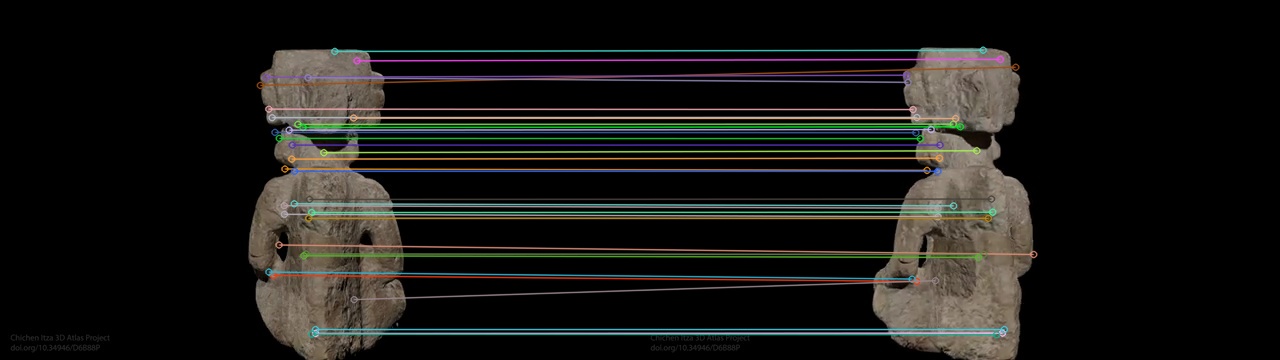 Chichen Itza 3D Atlas Project
doi.org/10.34946/D6B88P
Chichen Itza 3D Atlas Project
doi.org/10.34946/D6B88P